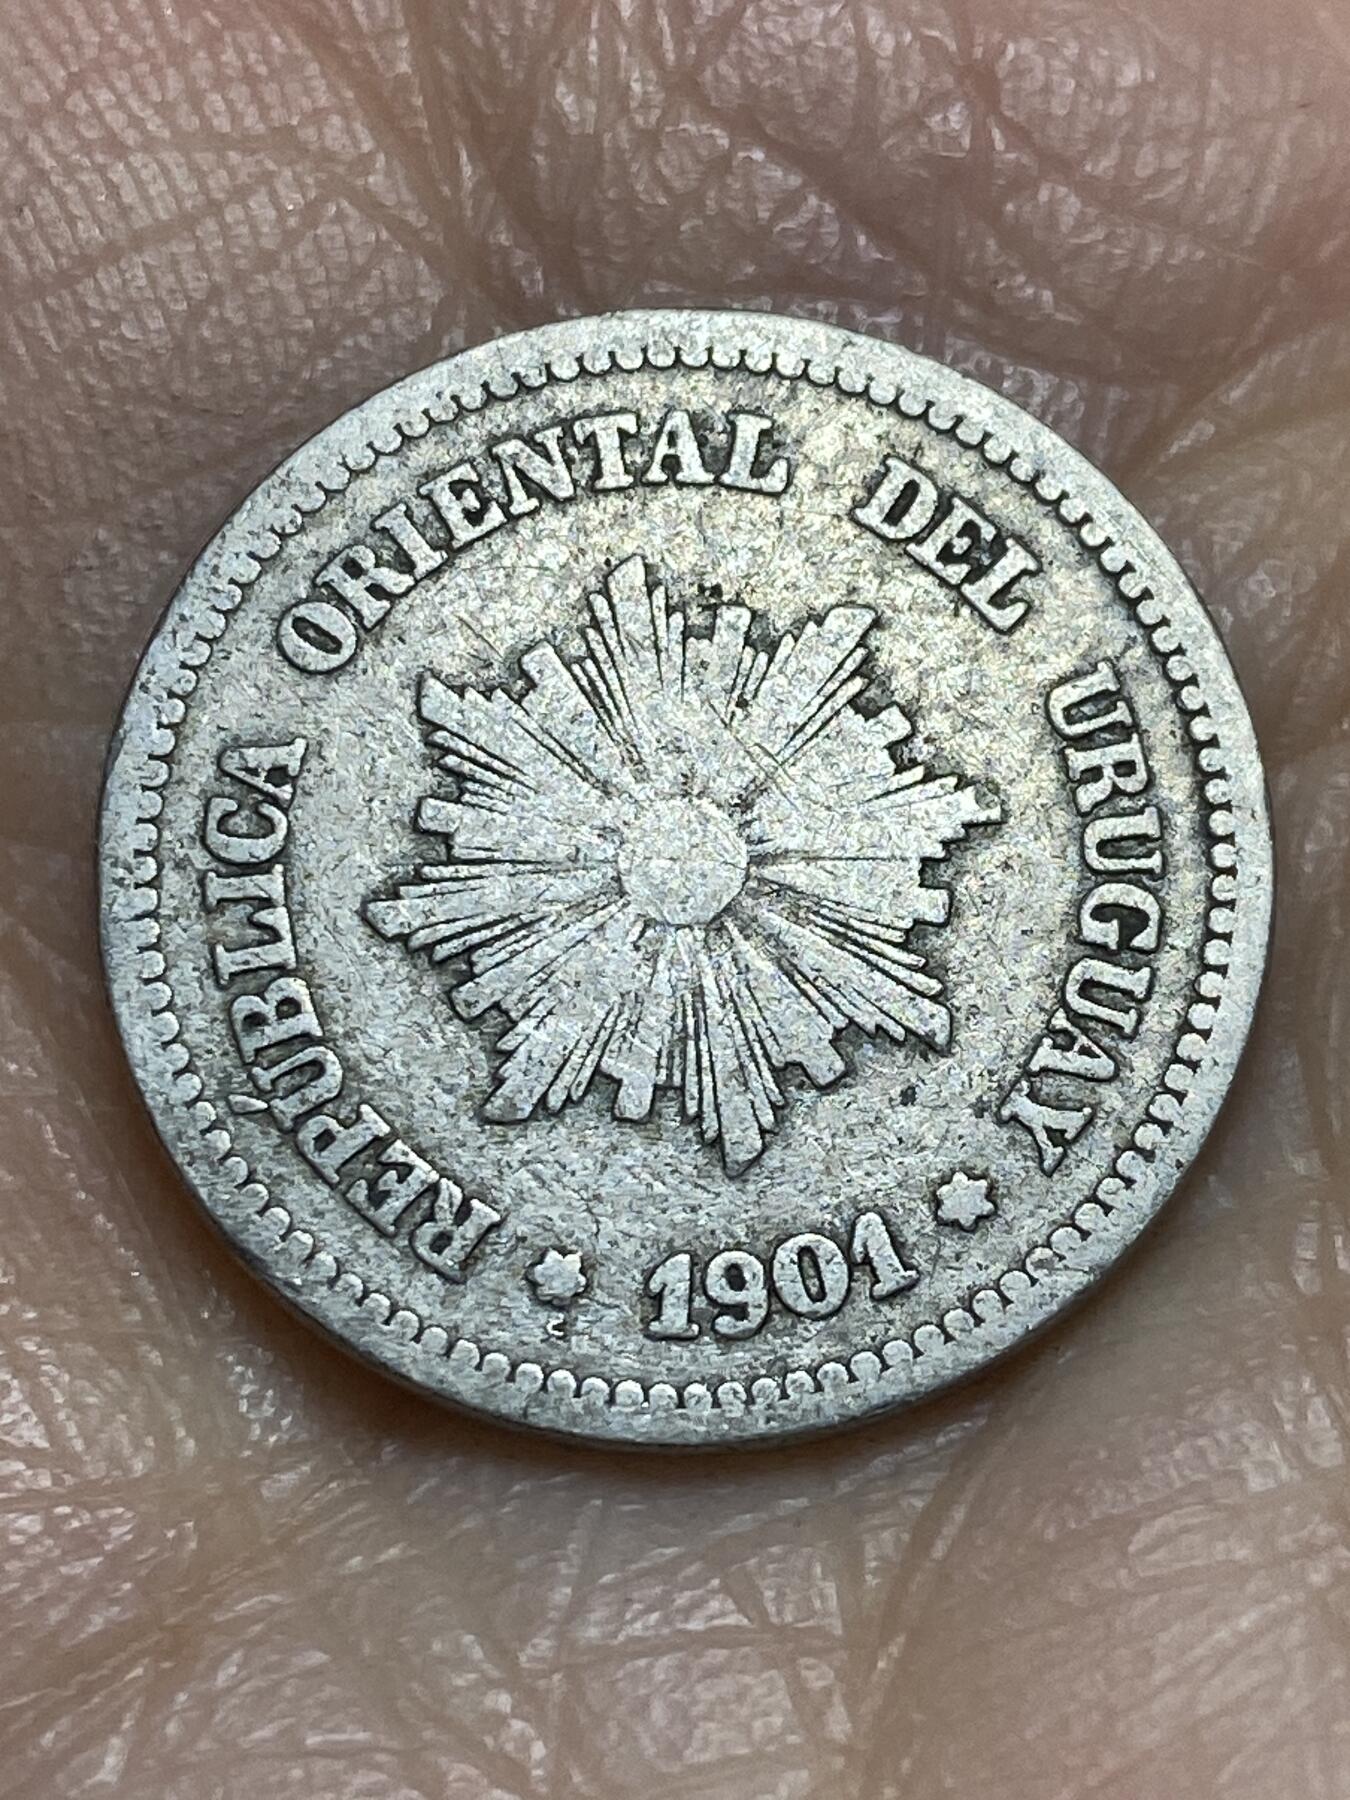 REPÚBLICA ORIENTAL DEL URUGUAY
1901